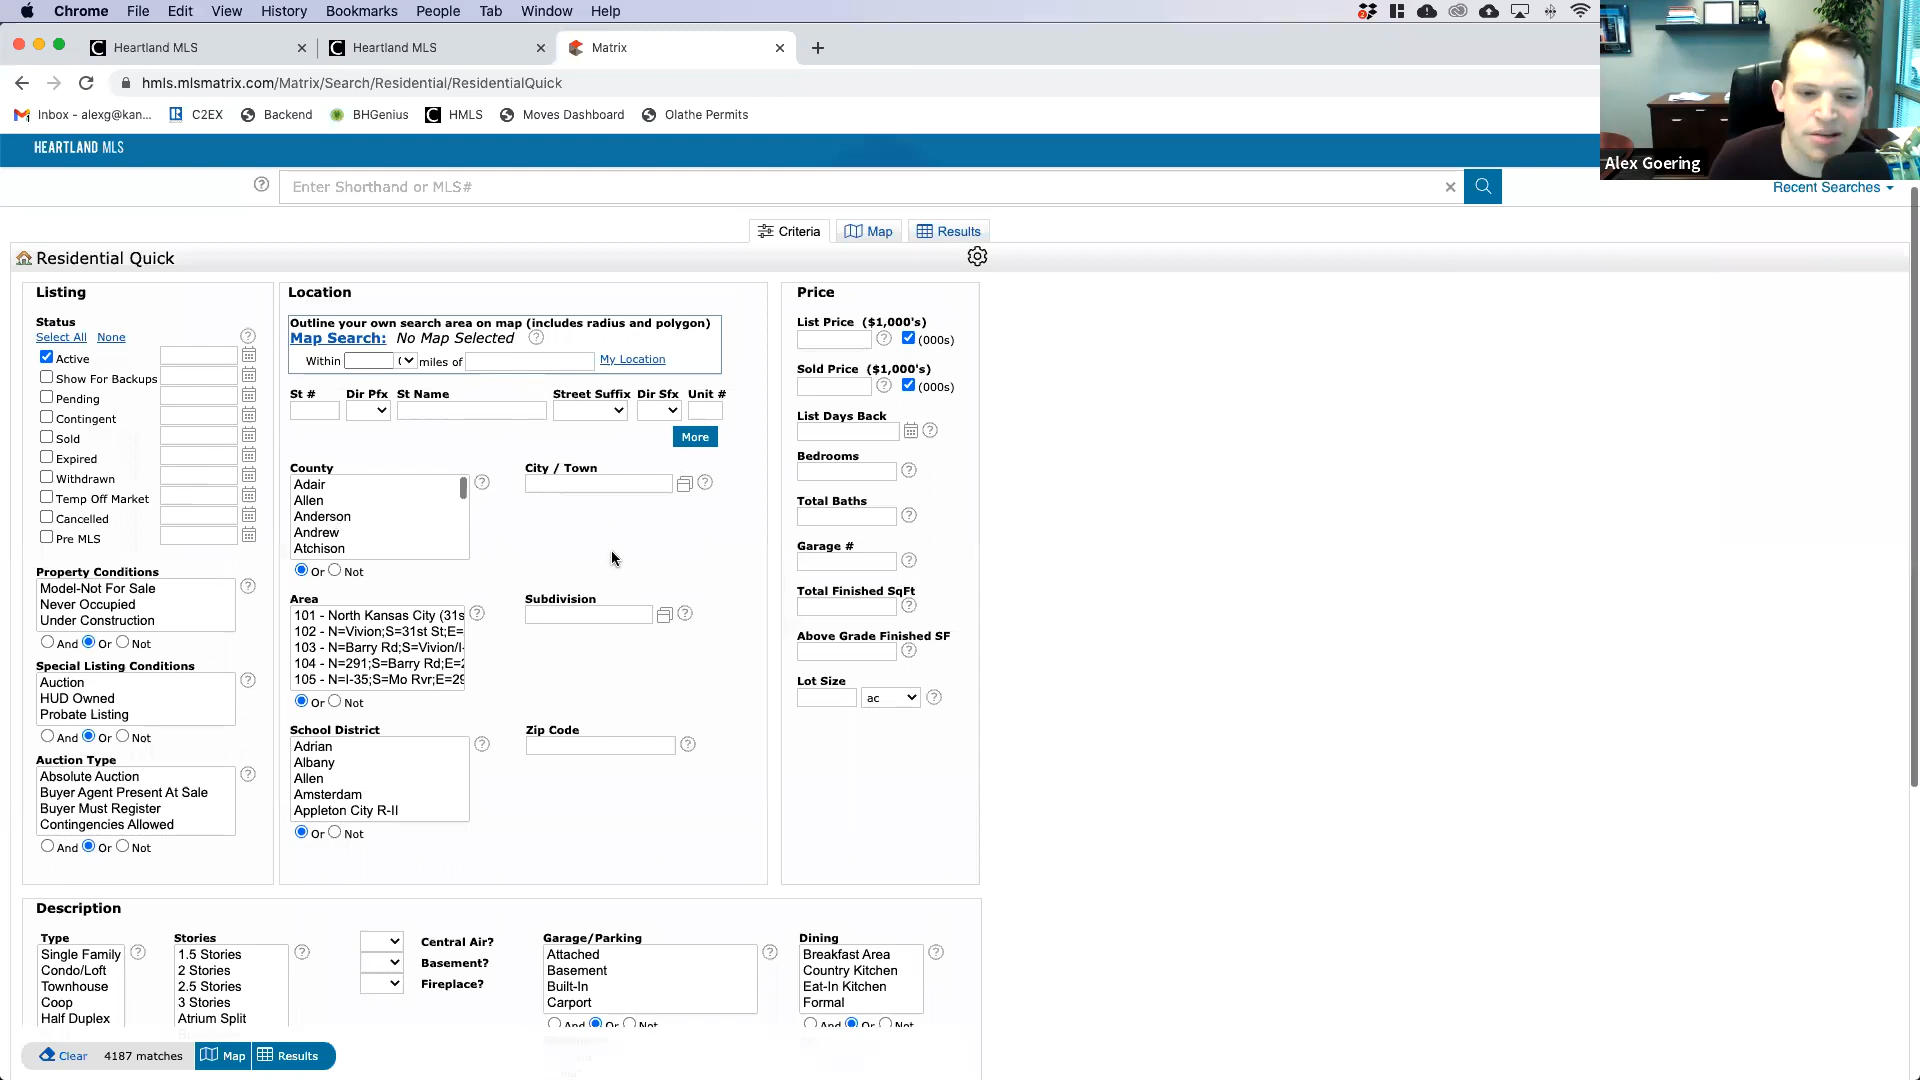 Chrome File Edit View History Bookmarks People Tab Window Help
Heartland MLS
Heartland MLS
Matrix
hmls.mlsmatrix.com/Matrix/Search/Residential/ResidentialQuick
Inbox - alexg@kan... C2EX Backend BHGenius HMLS Moves Dashboard Olathe Permits
Alex Goering
HEARTLAND MLS
Enter Shorthand or MLS#
Recent Searches
Criteria Map Results
Residential Quick
Listing
Status
Select All None
Active
Show For Backups
Pending
Contingent
Sold
Expired
Withdrawn
Temp Off Market
Cancelled
Pre MLS
Property Conditions
Model-Not For Sale
Never Occupied
Under Construction
And Or Not
Special Listing Conditions
Auction
HUD Owned
Probate Listing
And Or Not
Auction Type
Absolute Auction
Buyer Agent Present At Sale
Buyer Must Register
Contingencies Allowed
And Or Not
Location
Outline your own search area on map (includes radius and polygon)
Map Search: No Map Selected
Within miles of My Location
St # Dir Pfx St Name Street Suffix Dir Sfx Unit #
More
County
Adair
Allen
Anderson
Andrew
Atchison
Or Not
City / Town
Area
101 - North Kansas City (31s
102 - N=Vivion;S=31st St;E=
103 - N=Barry Rd;S=Vivion/I-
104 - N=291;S=Barry Rd;E=2
105 - N=I-35;S=Mo Rvr;E=29
Or Not
Subdivision
School District
Adrian
Albany
Allen
Amsterdam
Appleton City R-II
Or Not
Zip Code
Price
List Price ($1,000's)
(000s)
Sold Price ($1,000's)
(000s)
List Days Back
Bedrooms
Total Baths
Garage #
Total Finished SqFt
Above Grade Finished SF
Lot Size
ac
Description
Type
Single Family
Condo/Loft
Townhouse
Coop
Half Duplex
Stories
1.5 Stories
2 Stories
2.5 Stories
3 Stories
Atrium Split
Central Air?
Basement?
Fireplace?
Garage/Parking
Attached
Basement
Built-In
Carport
And Or Not
Dining
Breakfast Area
Country Kitchen
Eat-In Kitchen
Formal
And Or Not
Clear 4187 matches Map Results